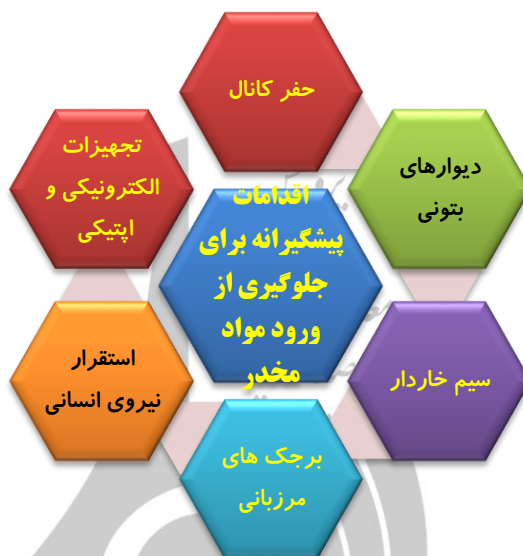 حفر کانال
تجهیزات
الکترونیکی و
اپتیکی
دیوارهای
بتونی
اقدامات
پیشگیرانه برای
جلوگیری از
ورود مواد
مخدر
استقرار
نیروی انسانی
سیم خاردار
برجک های
مرزبانی